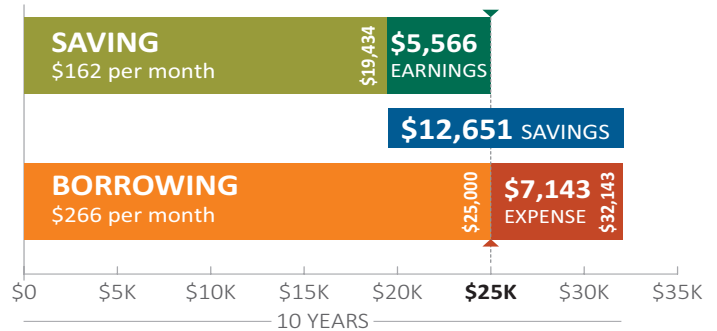 SAVING
$162 per month
$19,434
$5,566
EARNINGS
$12,651 SAVINGS
BORROWING
$266 per month
$25,000
$7,143
EXPENSE
$32,143
$0 $5K $10K $15K $20K $25K $30K $35K
10 YEARS